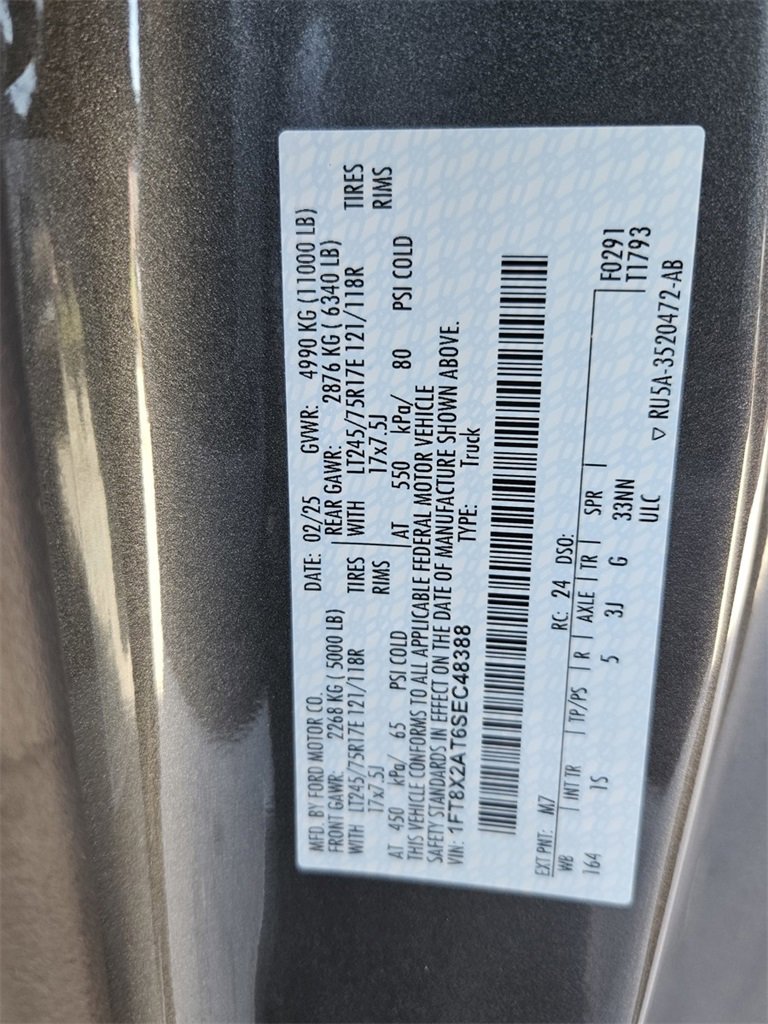 MFD. BY FORD MOTOR CO. DATE: 02/25 GVWR: 4990 KG (11000 LB)
FRONT GAWR: 2268 KG ( 5000 LB) REAR GAWR: 2876 KG ( 6340 LB)
WITH LT245/75R17E 121/118R TIRES WITH LT245/75R17E 121/118R TIRES
17x7.5J RIMS 17x7.5J RIMS
AT 450 kPa/ 65 PSI COLD AT 550 kPa/ 80 PSI COLD
THIS VEHICLE CONFORMS TO ALL APPLICABLE FEDERAL MOTOR VEHICLE
SAFETY STANDARDS IN EFFECT ON THE DATE OF MANUFACTURE SHOWN ABOVE.
VIN: 1FT8X2AT6SEC48388 TYPE: Truck
EXT PNT: M7 RC: 24 DSO:
WB INT TR TP/PS R AXLE TR SPR F0291
164 1S 5 3J G 33NN T1793
ULC
▽ RU5A-3520472-AB